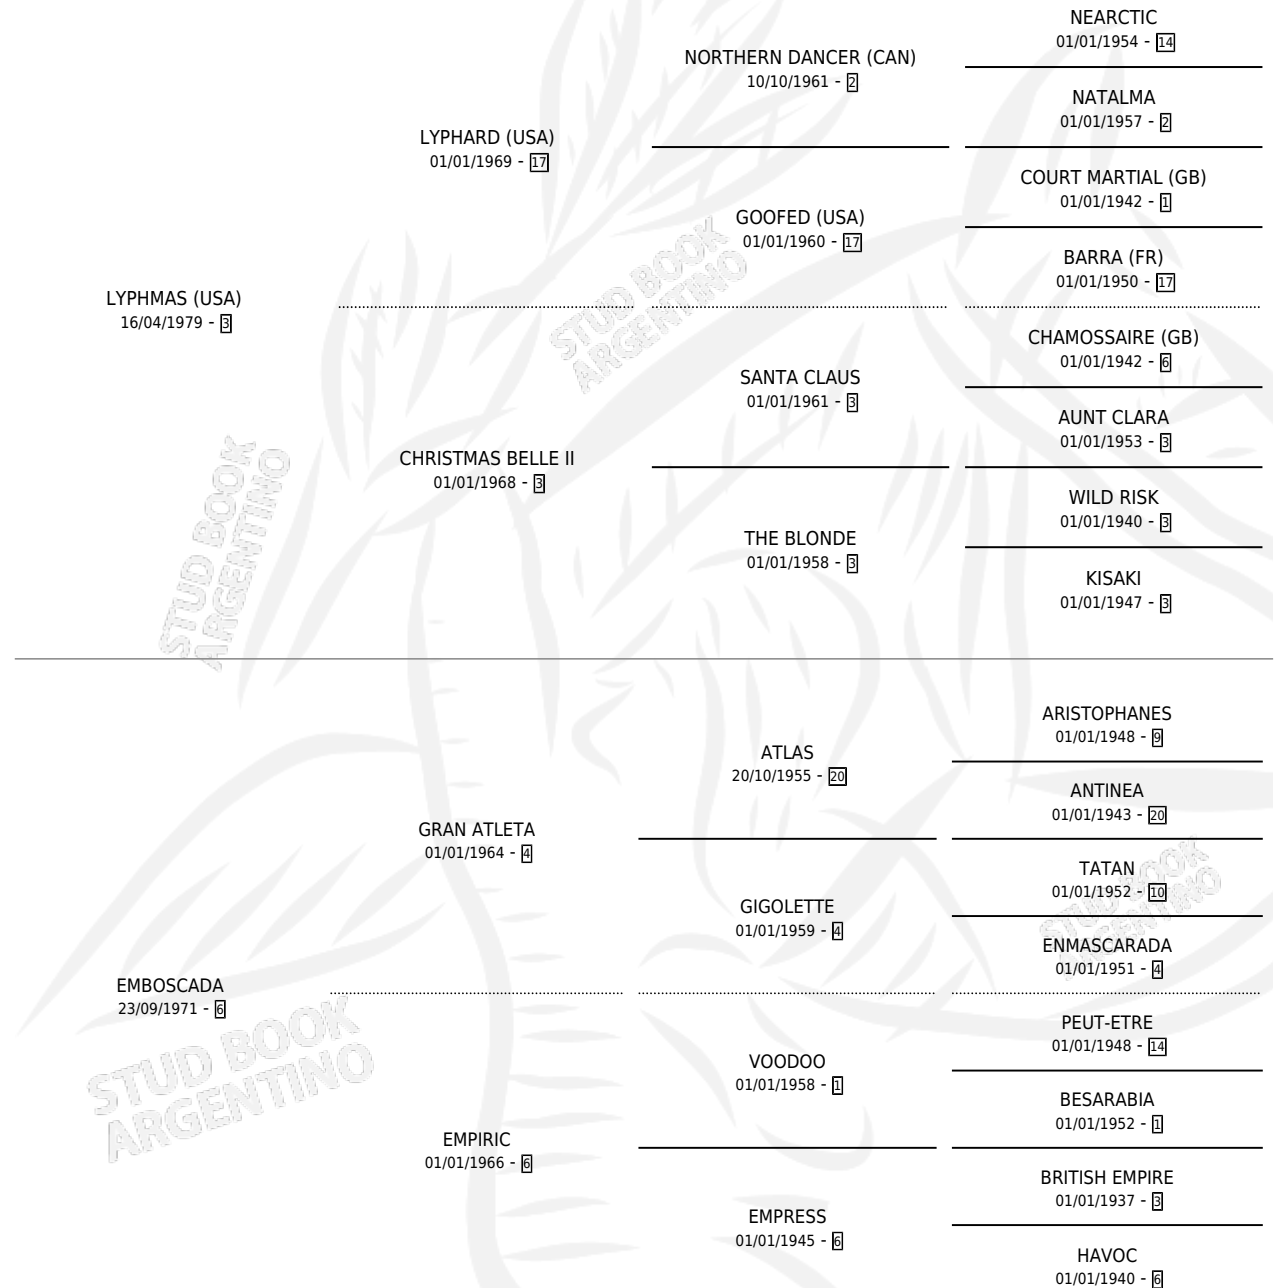 NEARCTIC
01/01/1954 - 14
NORTHERN DANCER (CAN)
10/10/1961 - 2
NATALMA
01/01/1957 - 2
LYPHARD (USA)
01/01/1969 - 17
COURT MARTIAL (GB)
01/01/1942 - 1
GOOFED (USA)
01/01/1960 - 17
BARRA (FR)
01/01/1950 - 17
LYPHMAS (USA)
16/04/1979 - 3
STUD BOOK
ARGENTINO
CHAMOSSAIRE (GB)
01/01/1942 - 6
SANTA CLAUS
01/01/1961 - 3
AUNT CLARA
01/01/1953 - 3
CHRISTMAS BELLE II
01/01/1968 - 3
WILD RISK
01/01/1940 - 3
THE BLONDE
01/01/1958 - 3
KISAKI
01/01/1947 - 3
STUD BOOK
ARGENTINO
ARISTOPHANES
01/01/1948 - 9
ATLAS
20/10/1955 - 20
ANTINEA
01/01/1943 - 20
GRAN ATLETA
01/01/1964 - 4
TATAN
01/01/1952 - 10
GIGOLETTE
01/01/1959 - 4
STUD BOOK
ARGENTINO
ENMASCARADA
01/01/1951 - 4
EMBOSCADA
23/09/1971 - 6
PEUT-ETRE
01/01/1948 - 14
VOODOO
01/01/1958 - 1
STUD BOOK
ARGENTINO
BESARABIA
01/01/1952 - 1
EMPIRIC
01/01/1966 - 6
BRITISH EMPIRE
01/01/1937 - 3
EMPRESS
01/01/1945 - 6
HAVOC
01/01/1940 - 6